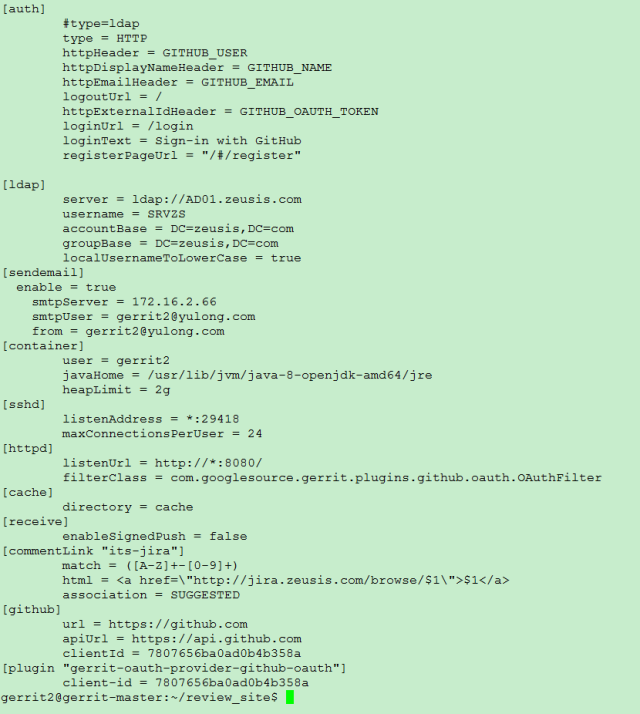 [auth]
#type=ldap
type = HTTP
httpHeader = GITHUB_USER
httpDisplayNameHeader = GITHUB_NAME
httpEmailHeader = GITHUB_EMAIL
logoutUrl = /
httpExternalIdHeader = GITHUB_OAUTH_TOKEN
loginUrl = /login
loginText = Sign-in with GitHub
registerPageUrl = "/#/register"
[ldap]
server = ldap://AD01.zeusis.com
username = SRVZS
accountBase = DC=zeusis,DC=com
groupBase = DC=zeusis,DC=com
localUsernameToLowerCase = true
[sendemail]
enable = true
smtpServer = 172.16.2.66
smtpUser = gerrit2@yulong.com
from = gerrit2@yulong.com
[container]
user = gerrit2
javaHome = /usr/lib/jvm/java-8-openjdk-amd64/jre
heapLimit = 2g
[sshd]
listenAddress = *:29418
maxConnectionsPerUser = 24
[httpd]
listenUrl = http://*:8080/
filterClass = com.googlesource.gerrit.plugins.github.oauth.OAuthFilter
[cache]
directory = cache
[receive]
enableSignedPush = false
[commentLink "its-jira"]
match = ([A-Z]+-[0-9]+)
html = <a href=\"http://jira.zeusis.com/browse/$1\">$1</a>
association = SUGGESTED
[github]
url = https://github.com
apiUrl = https://api.github.com
clientId = 7807656ba0ad0b4b358a
[plugin "gerrit-oauth-provider-github-oauth"]
client-id = 7807656ba0ad0b4b358a
gerrit2@gerrit-master:~/review_site$